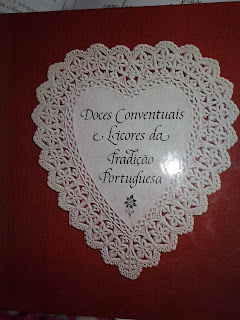 Doces Conventuais
e Licores da
Tradição
Portuguesa